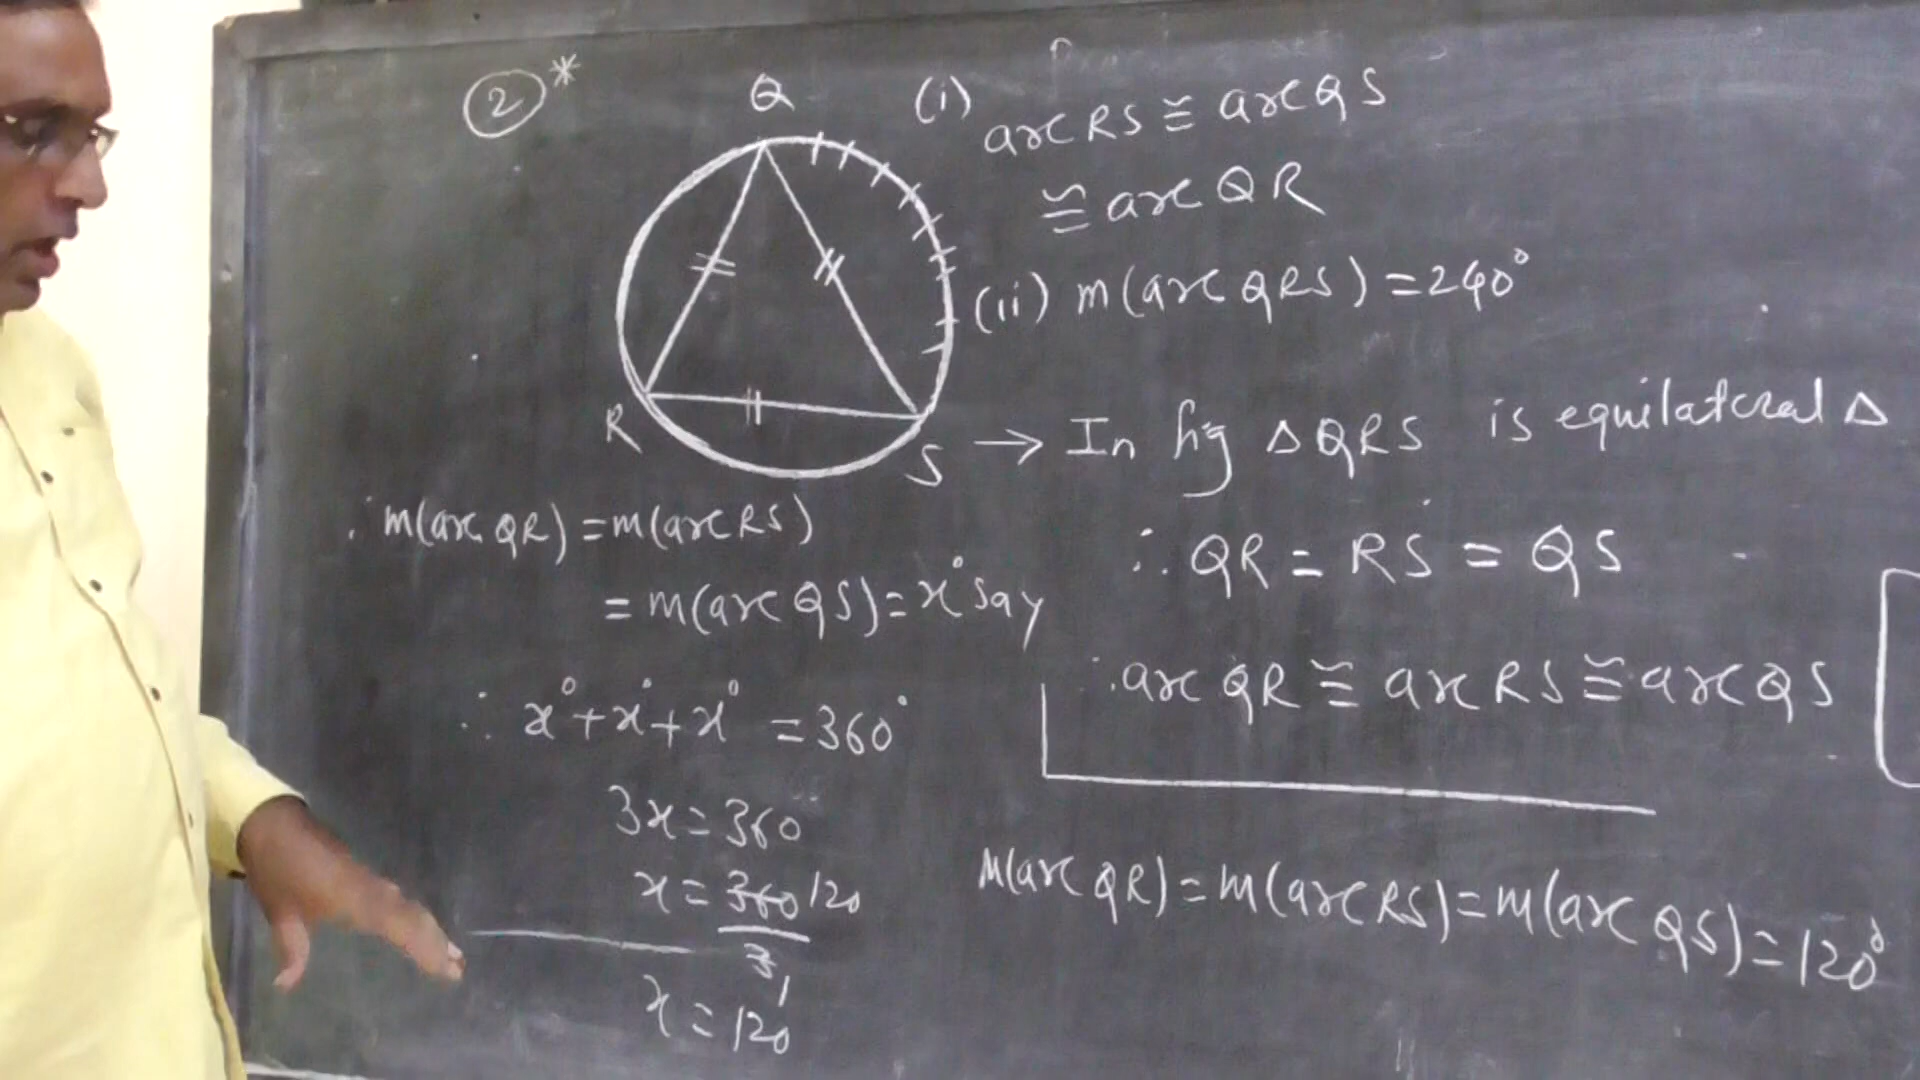 (2)*
Q
R
S
(i) arc RS ≅ arc QS
≅ arc QR
(ii) m(arc QRS) = 240°
→ In fig △QRS is equilateral △
∴ QR = RS = QS
∴ arc QR ≅ arc RS ≅ arc QS
∴ m(arc QR) = m(arc RS)
= m(arc QS) = x° say
∴ x° + x° + x° = 360°
3x = 360
x = 360 120
3 1
x = 120
m(arc QR) = m(arc RS) = m(arc QS) = 120°